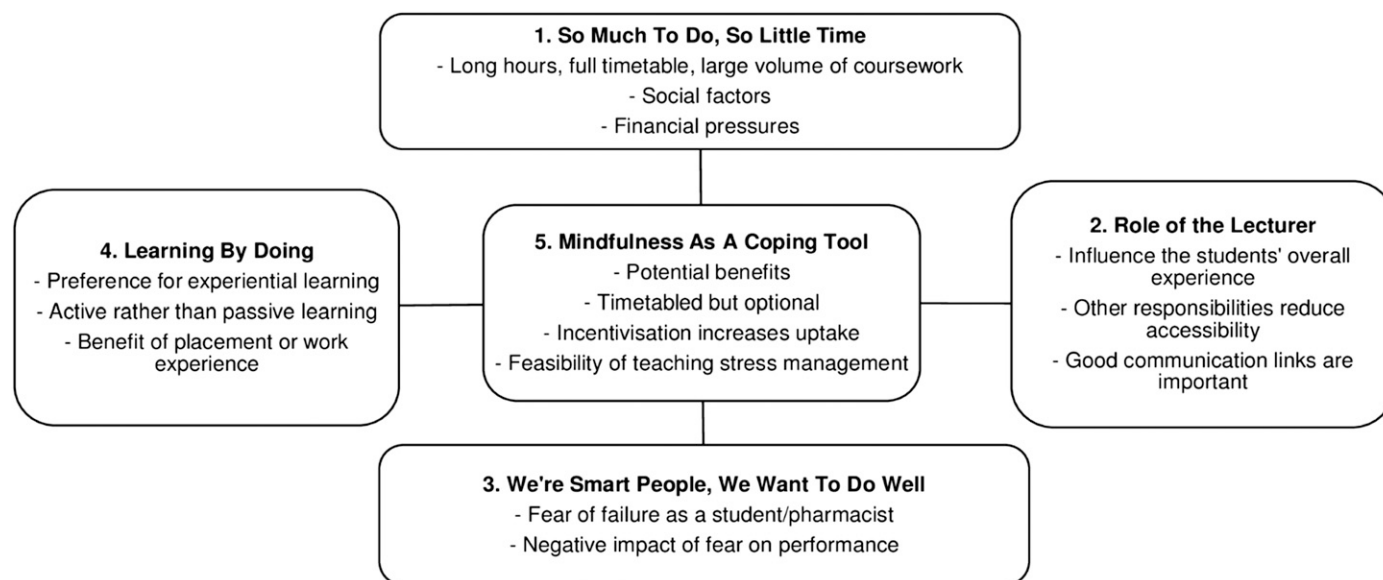 1. So Much To Do, So Little Time
- Long hours, full timetable, large volume of coursework
- Social factors
- Financial pressures
4. Learning By Doing
- Preference for experiential learning
- Active rather than passive learning
- Benefit of placement or work
experience
5. Mindfulness As A Coping Tool
- Potential benefits
- Timetabled but optional
- Incentivisation increases uptake
- Feasibility of teaching stress management
2. Role of the Lecturer
- Influence the students' overall
experience
- Other responsibilities reduce
accessibility
- Good communication links are
important
3. We're Smart People, We Want To Do Well
- Fear of failure as a student/pharmacist
- Negative impact of fear on performance